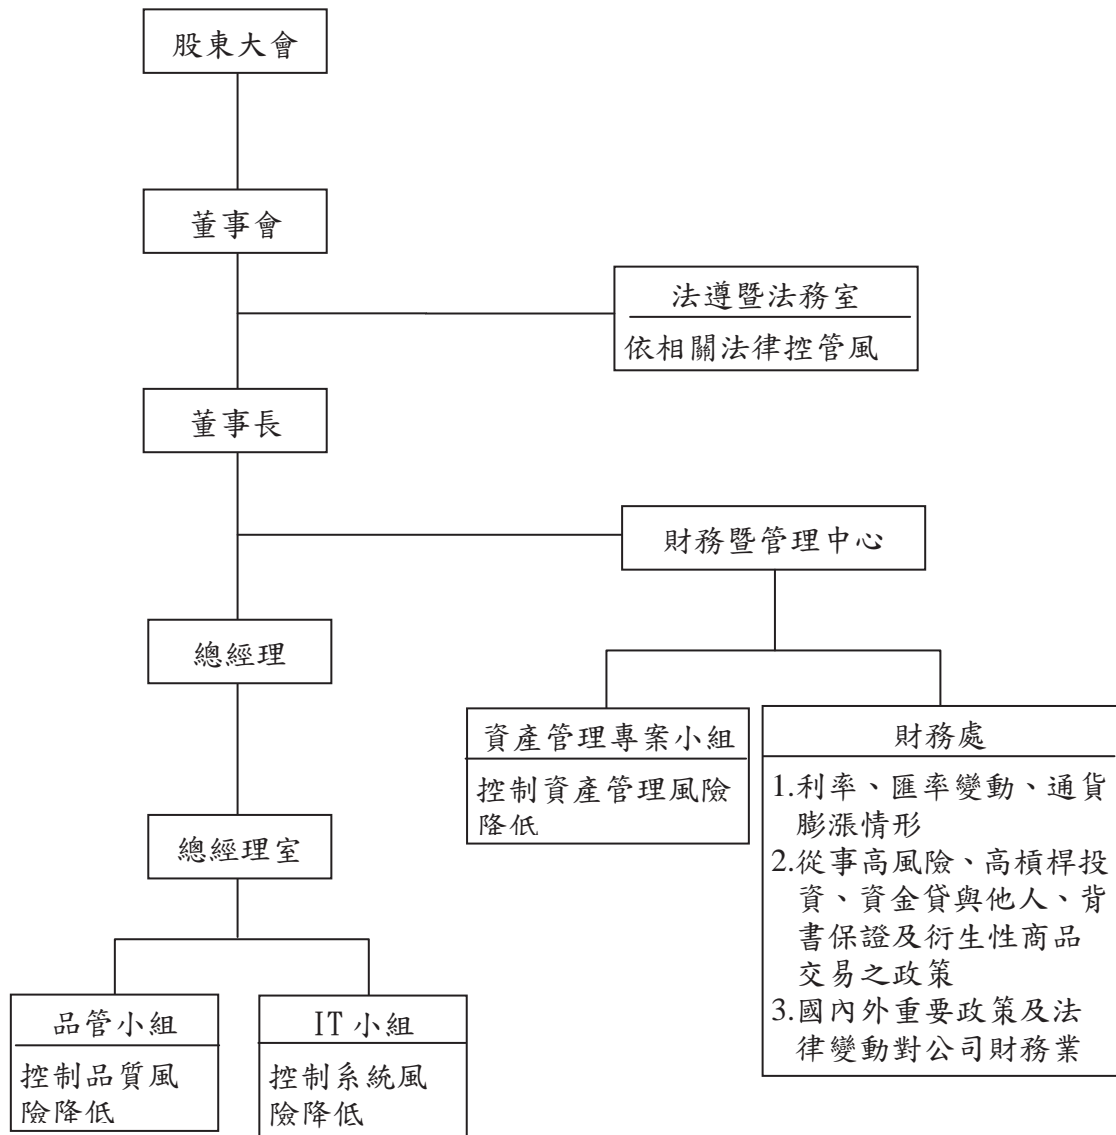 股東大會
董事會
法遵暨法務室
依相關法律控管風
董事長
財務暨管理中心
總經理
資產管理專案小組
控制資產管理風險
降低
財務處
1.利率、匯率變動、通貨
膨漲情形
2.從事高風險、高槓桿投
資、資金貸與他人、背
書保證及衍生性商品
交易之政策
3.國內外重要政策及法
律變動對公司財務業
總經理室
品管小組
控制品質風
險降低
IT 小組
控制系統風
險降低